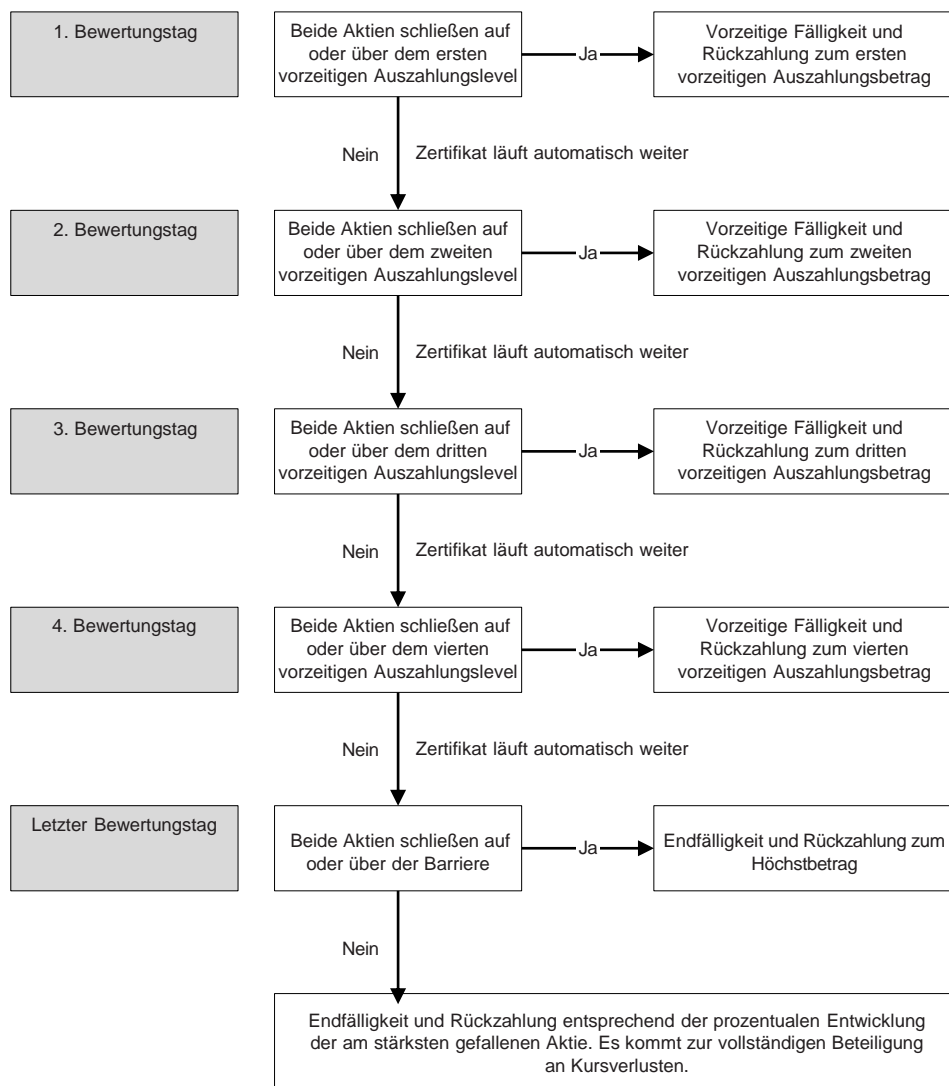 1. Bewertungstag
Beide Aktien schließen auf
oder über dem ersten
vorzeitigen Auszahlungslevel
Ja
Vorzeitige Fälligkeit und
Rückzahlung zum ersten
vorzeitigen Auszahlungsbetrag
Nein
Zertifikat läuft automatisch weiter
2. Bewertungstag
Beide Aktien schließen auf
oder über dem zweiten
vorzeitigen Auszahlungslevel
Ja
Vorzeitige Fälligkeit und
Rückzahlung zum zweiten
vorzeitigen Auszahlungsbetrag
Nein
Zertifikat läuft automatisch weiter
3. Bewertungstag
Beide Aktien schließen auf
oder über dem dritten
vorzeitigen Auszahlungslevel
Ja
Vorzeitige Fälligkeit und
Rückzahlung zum dritten
vorzeitigen Auszahlungsbetrag
Nein
Zertifikat läuft automatisch weiter
4. Bewertungstag
Beide Aktien schließen auf
oder über dem vierten
vorzeitigen Auszahlungslevel
Ja
Vorzeitige Fälligkeit und
Rückzahlung zum vierten
vorzeitigen Auszahlungsbetrag
Nein
Zertifikat läuft automatisch weiter
Letzter Bewertungstag
Beide Aktien schließen auf
oder über der Barriere
Ja
Endfälligkeit und Rückzahlung zum
Höchstbetrag
Nein
Endfälligkeit und Rückzahlung entsprechend der prozentualen Entwicklung
der am stärksten gefallenen Aktie. Es kommt zur vollständigen Beteiligung
an Kursverlusten.